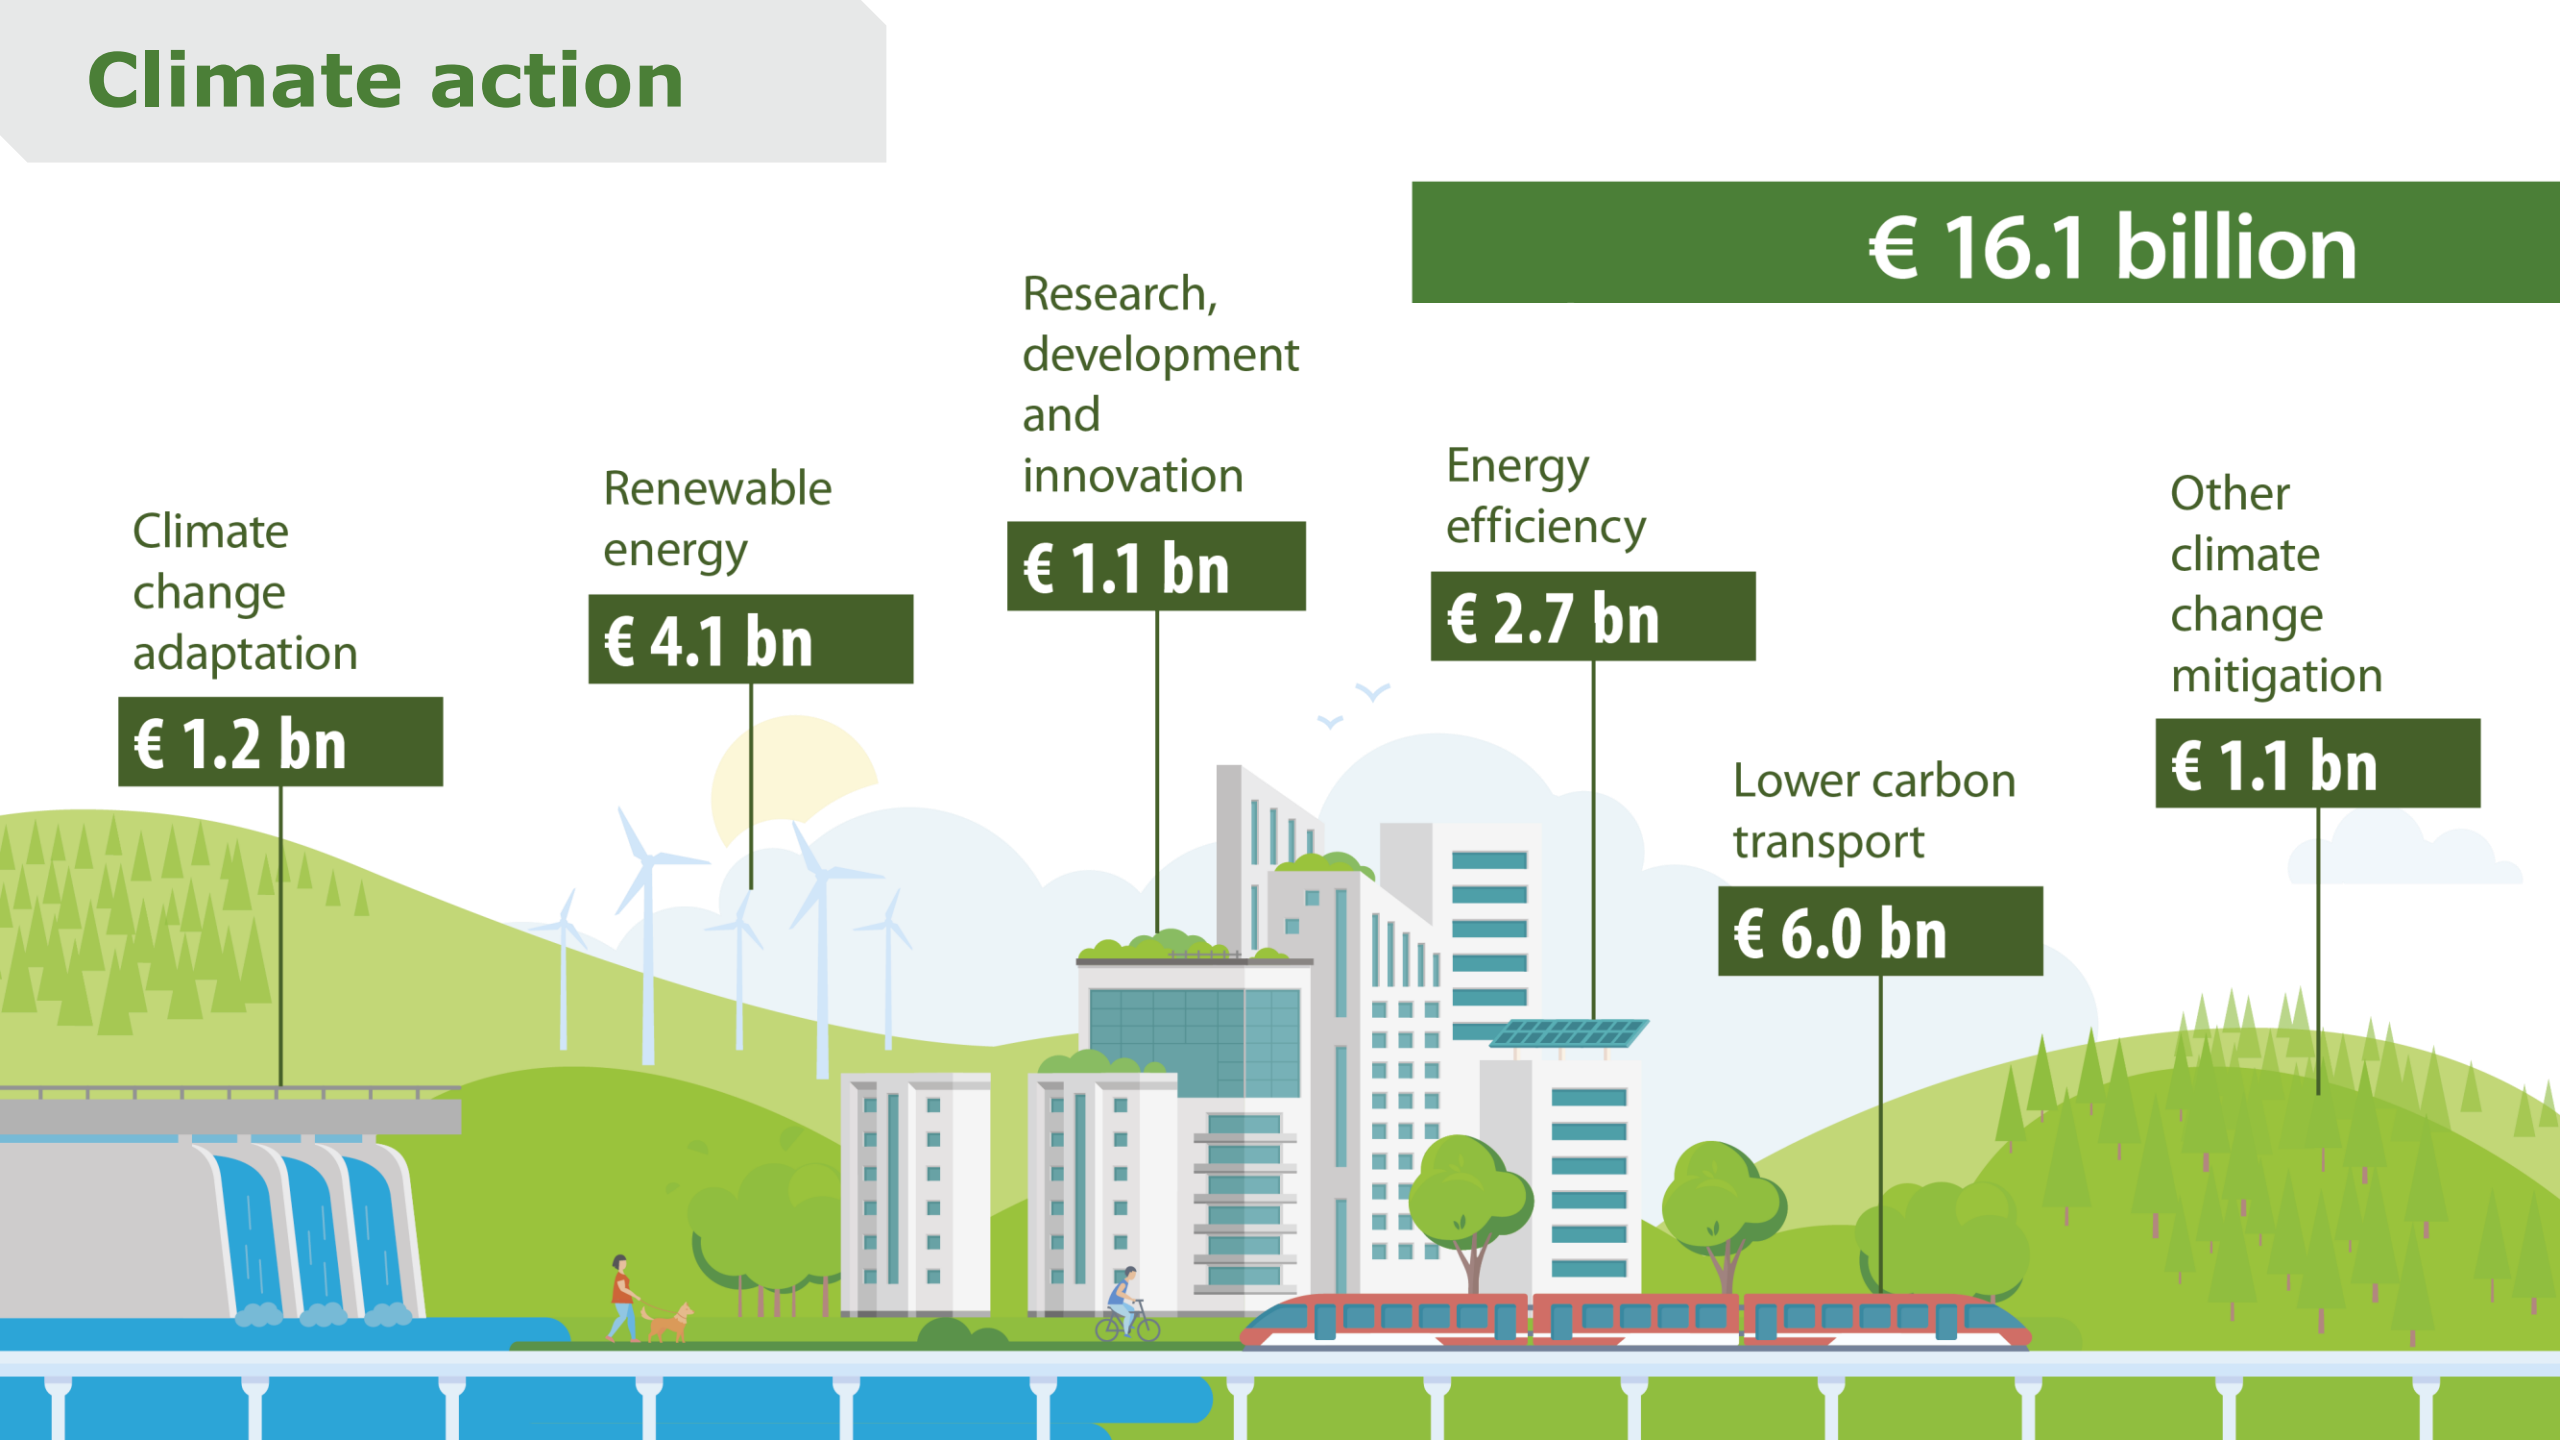 Climate action
€ 16.1 billion
Climate
change
adaptation
€ 1.2 bn
Renewable
energy
€ 4.1 bn
Research,
development
and
innovation
€ 1.1 bn
Energy
efficiency
€ 2.7 bn
Lower carbon
transport
€ 6.0 bn
Other
climate
change
mitigation
€ 1.1 bn